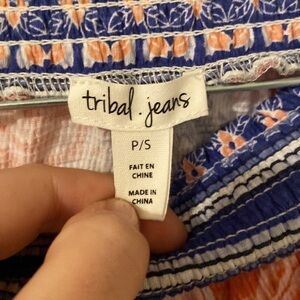 tribal.jeans
P/S
FAIT EN
CHINE
MADE IN
CHINA